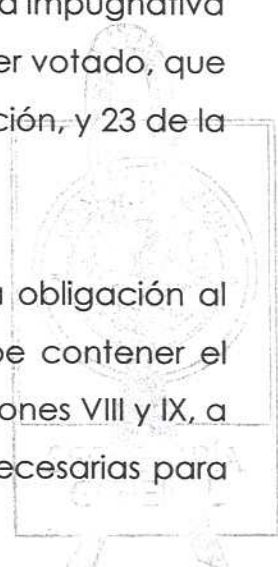 impugnativa
er votado, que
ción, y 23 de la
obligación al
be contener el
ones VIII y IX, a
ecesarias para